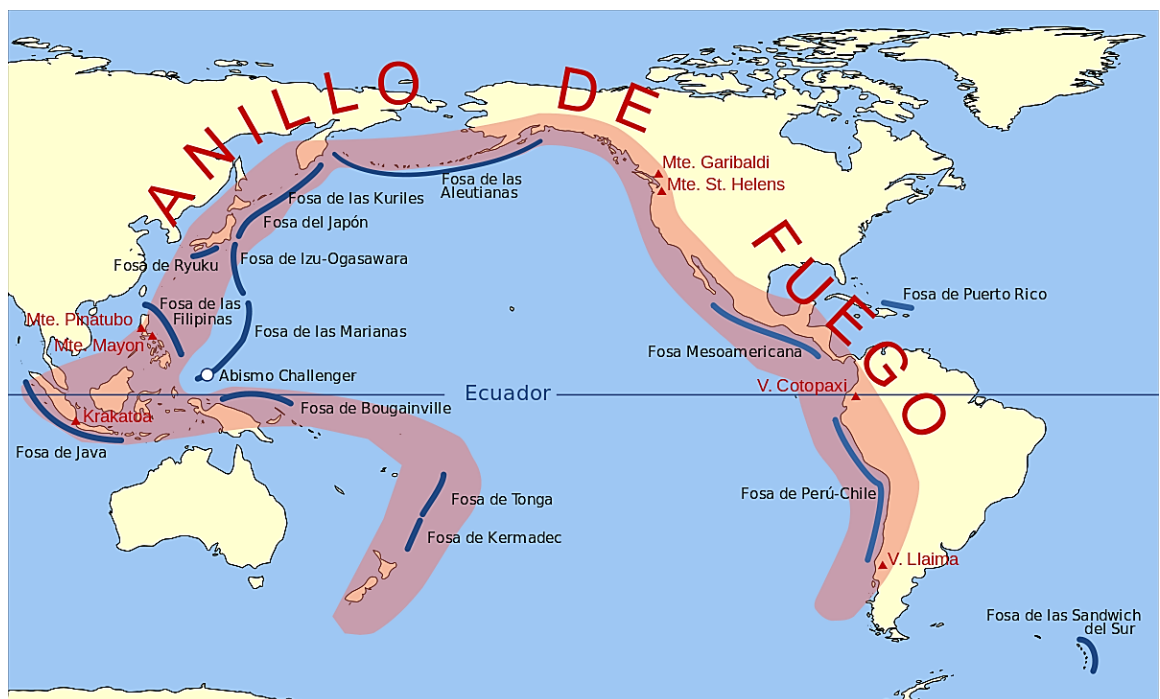 ANILLO DE FUEGO
Mte. Garibaldi
Mte. St. Helens
Fosa de las
Aleutianas
Fosa de las Kuriles
Fosa del Japón
Fosa de Ryuku
Fosa de Izu-Ogasawara
Fosa de las
Filipinas
Mte. Pinatubo
Mte. Mayon
Fosa de las Marianas
Fosa de Puerto Rico
Fosa Mesoamericana
Abismo Challenger
V. Cotopaxi
Ecuador
Krakatoa
Fosa de Bougainville
Fosa de Java
Fosa de Tonga
Fosa de Perú-Chile
Fosa de Kermadec
V. Llaima
Fosa de las Sandwich
del Sur